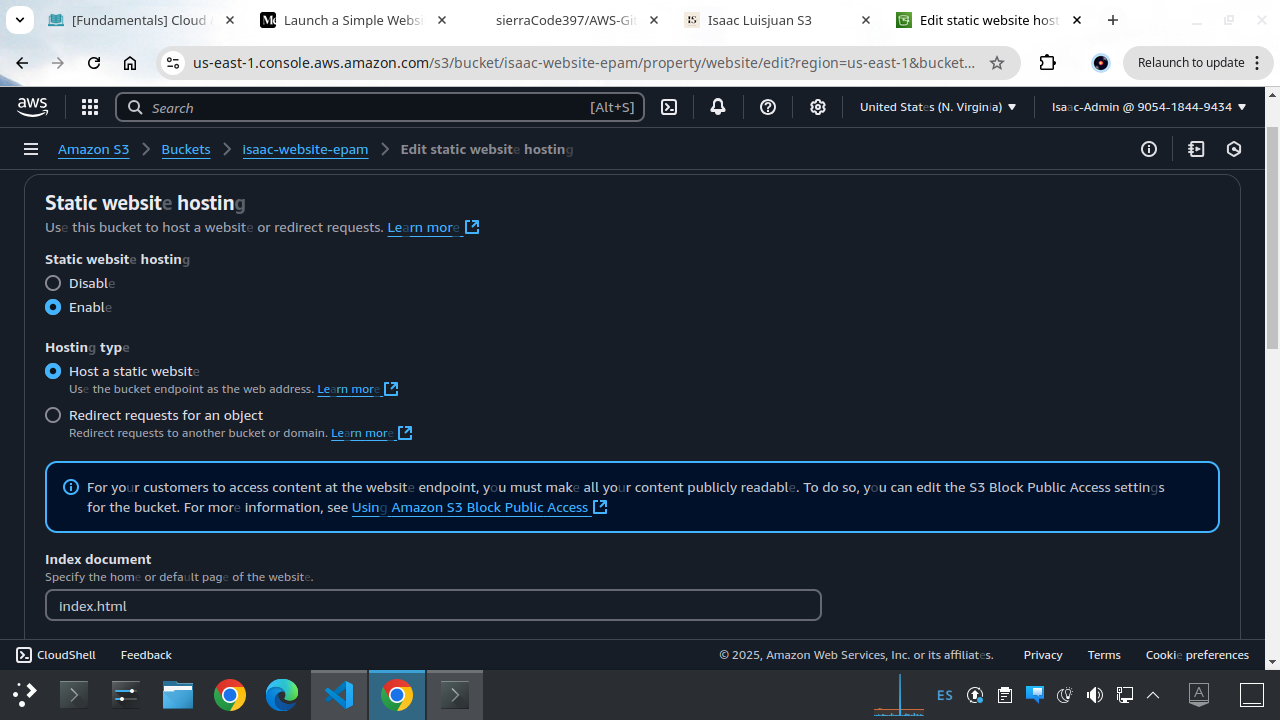 [Fundamentals] Cloud
Launch a Simple Websi
sierraCode397/AWS-Git
Isaac Luisjuan S3
Edit static website host
us-east-1.console.aws.amazon.com/s3/bucket/isaac-website-epam/property/website/edit?region=us-east-1&bucket...
Relaunch to update
aws
Search
[Alt+S]
United States (N. Virginia)
Isaac-Admin @ 9054-1844-9434
Amazon S3
Buckets
isaac-website-epam
Edit static website hosting
Static website hosting
Use this bucket to host a website or redirect requests. Learn more
Static website hosting
Disable
Enable
Hosting type
Host a static website
Use the bucket endpoint as the web address. Learn more
Redirect requests for an object
Redirect requests to another bucket or domain. Learn more
For your customers to access content at the website endpoint, you must make all your content publicly readable. To do so, you can edit the S3 Block Public Access settings
for the bucket. For more information, see Using Amazon S3 Block Public Access
Index document
Specify the home or default page of the website.
index.html
CloudShell
Feedback
© 2025, Amazon Web Services, Inc. or its affiliates.
Privacy
Terms
Cookie preferences
ES
A